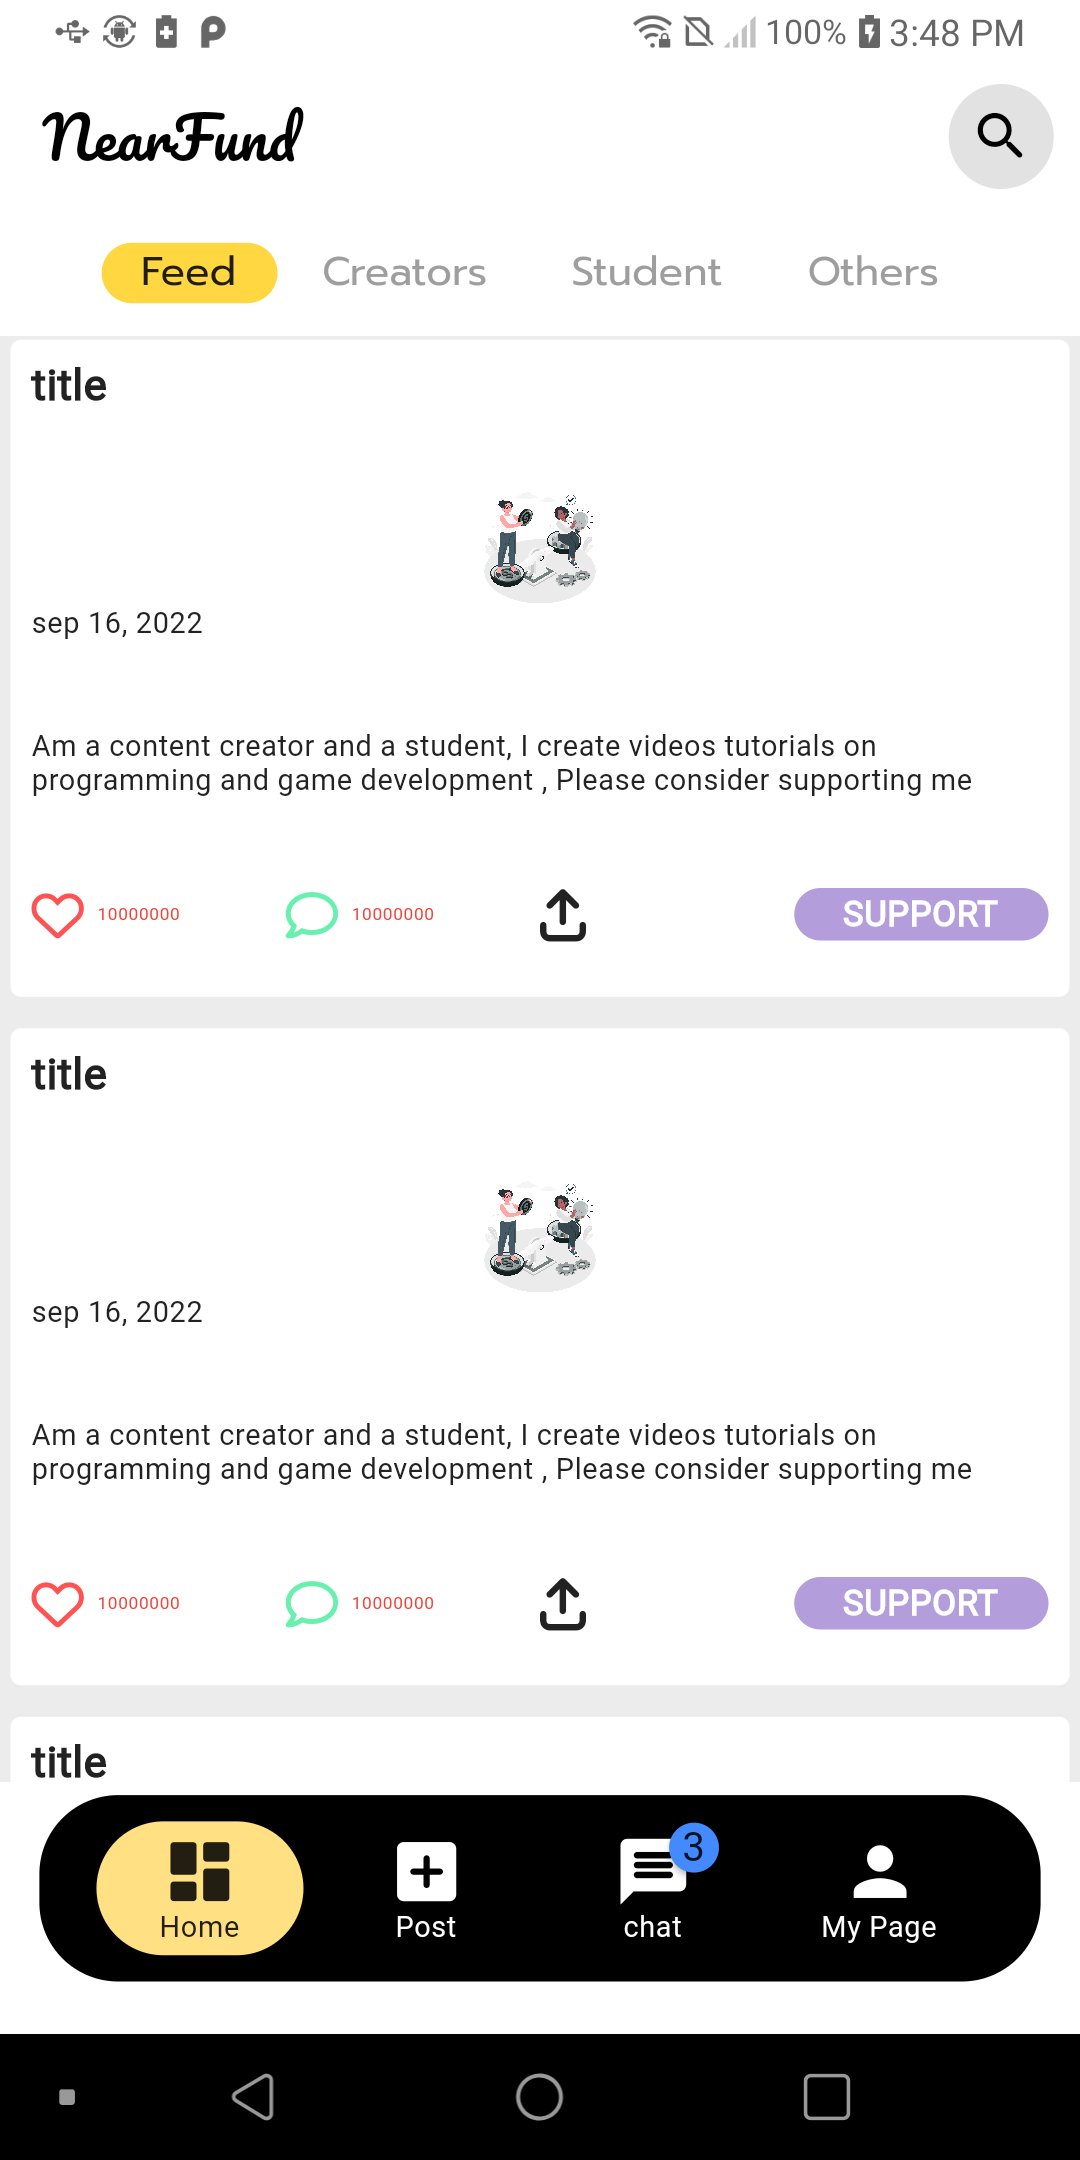 100% 3:48 PM
NearFund
Feed Creators Student Others
title
sep 16, 2022
Am a content creator and a student, I create videos tutorials on
programming and game development , Please consider supporting me
10000000 10000000 SUPPORT
title
sep 16, 2022
Am a content creator and a student, I create videos tutorials on
programming and game development , Please consider supporting me
10000000 10000000 SUPPORT
title
3
Home Post chat My Page